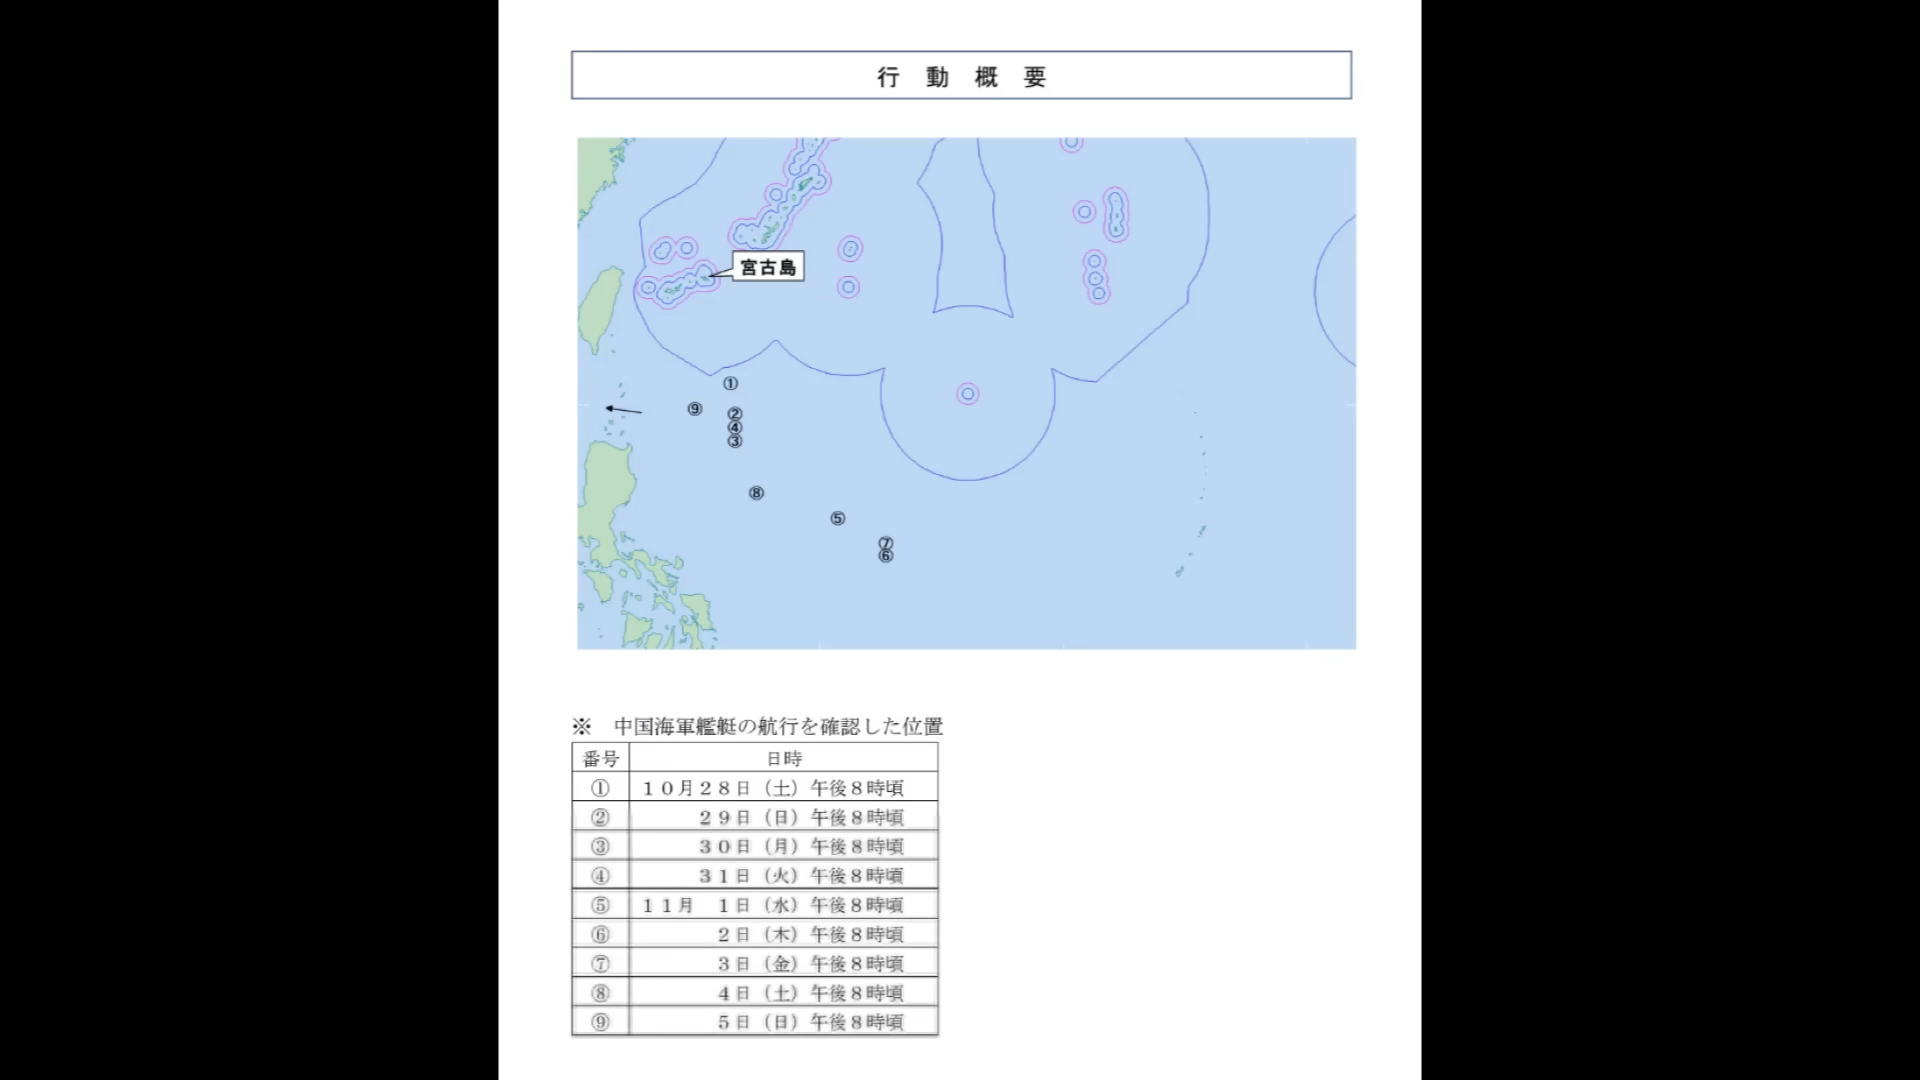 行 動 概 要
宮古島
①
⑨
②
④
③
⑧
⑤
⑦
⑥
※ 中国海軍艦艇の航行を確認した位置
番号 日時
① 10月28日（土）午後8時頃
② 29日（日）午後8時頃
③ 30日（月）午後8時頃
④ 31日（火）午後8時頃
⑤ 11月 1日（水）午後8時頃
⑥ 2日（木）午後8時頃
⑦ 3日（金）午後8時頃
⑧ 4日（土）午後8時頃
⑨ 5日（日）午後8時頃